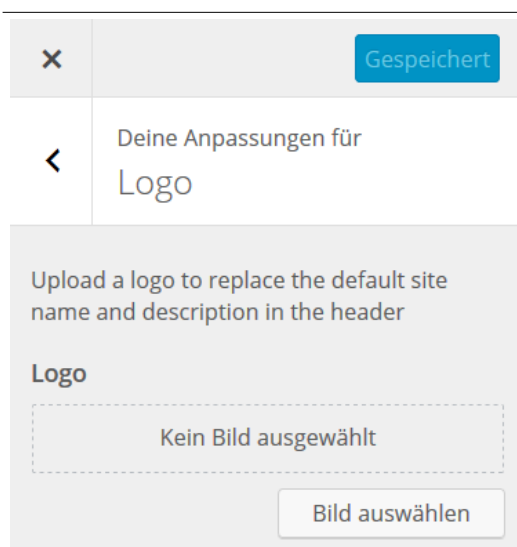 Gespeichert
Deine Anpassungen für
Logo
Upload a logo to replace the default site
name and description in the header
Logo
Kein Bild ausgewählt
Bild auswählen